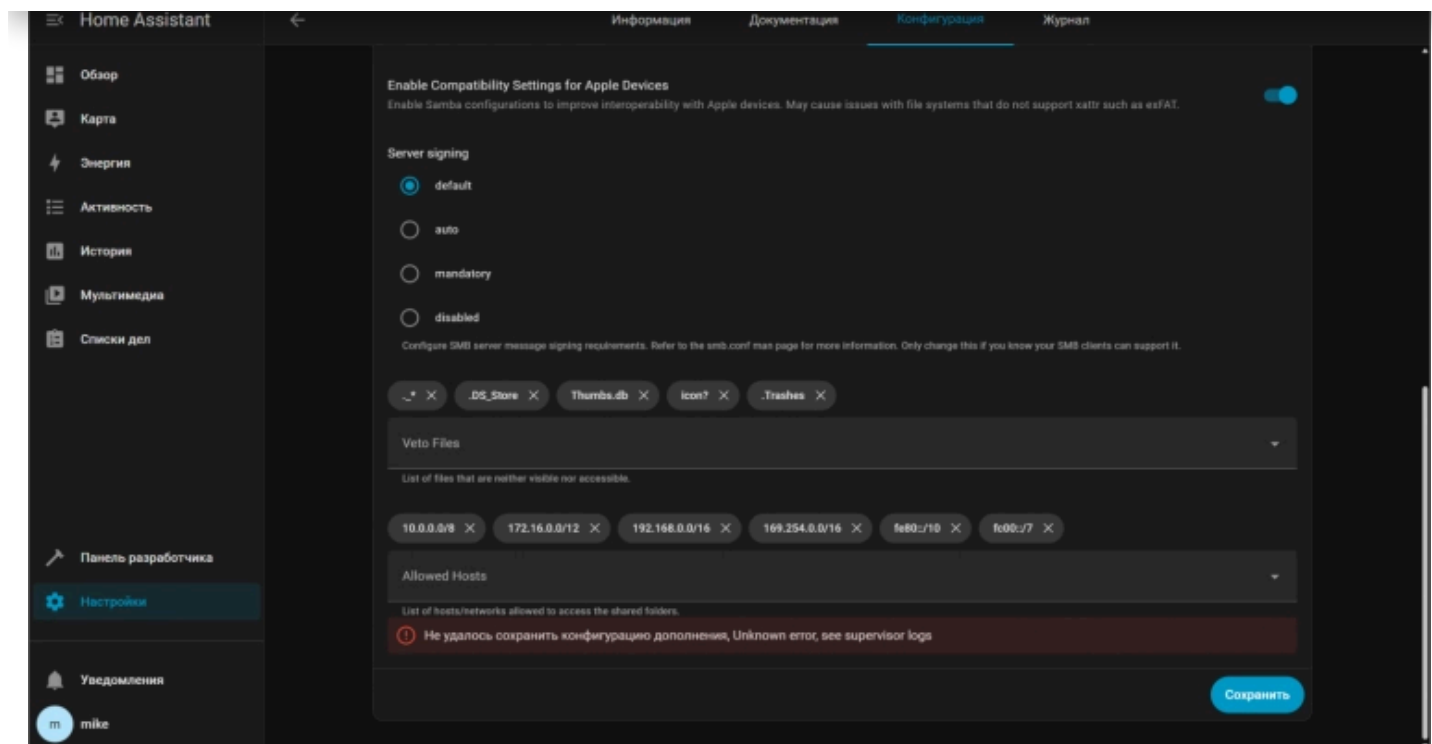 Home Assistant
Информация
Документация
Конфигурация
Журнал
Обзор
Карта
Энергия
Активность
История
Мультимедиа
Списки дел
Панель разработчика
Настройки
Уведомления
m
mike
Enable Compatibility Settings for Apple Devices
Enable Samba configurations to improve interoperability with Apple devices. May cause issues with file systems that do not support xattr such as exFAT.
Server signing
default
auto
mandatory
disabled
Configure SMB server message signing requirements. Refer to the smb.conf man page for more information. Only change this if you know your SMB clients can support it.
._* .DS_Store Thumbs.db icon? .Trashes
Veto Files
List of files that are neither visible nor accessible.
10.0.0.0/8 172.16.0.0/12 192.168.0.0/16 169.254.0.0/16 fe80::/10 fc00::/7
Allowed Hosts
List of hosts/networks allowed to access the shared folders.
Не удалось сохранить конфигурацию дополнения, Unknown error, see supervisor logs
Сохранить